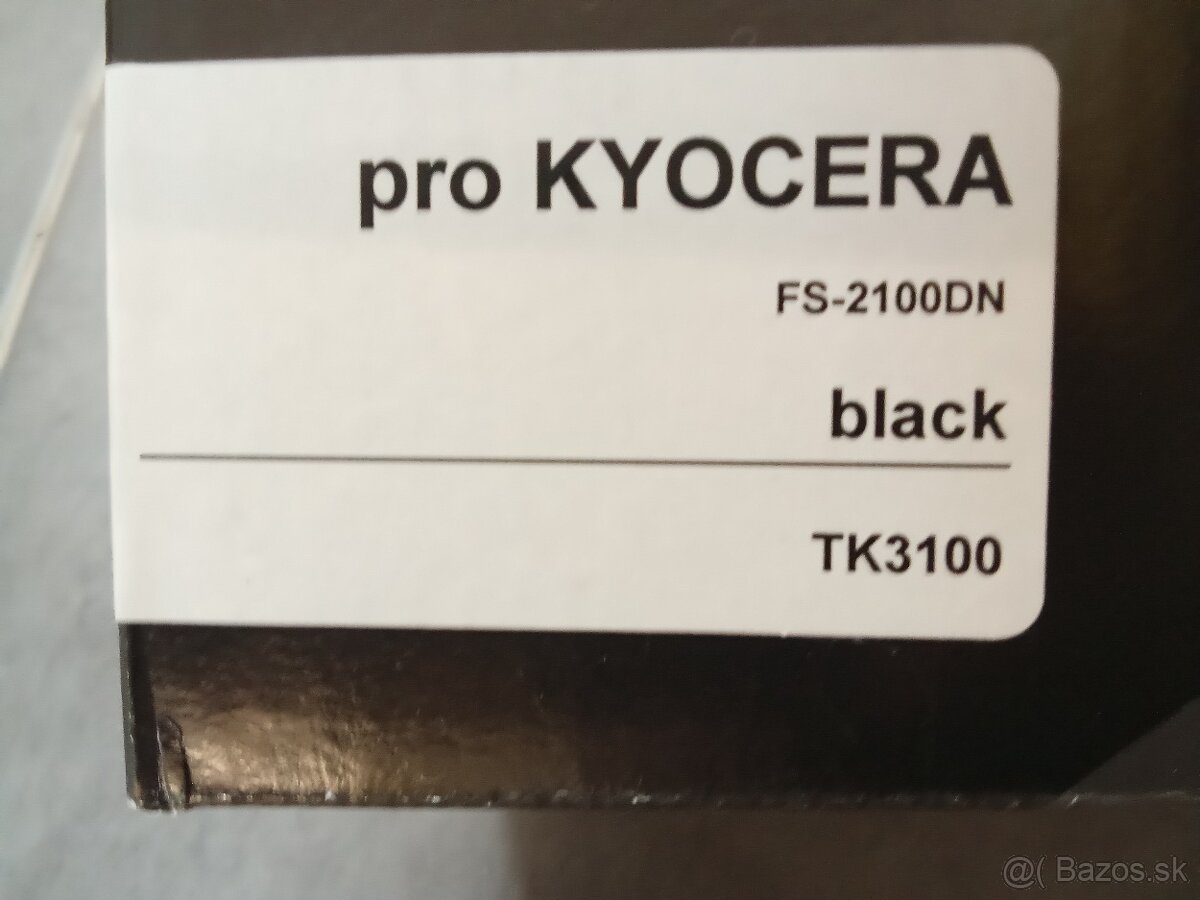 pro KYOCERA
FS-2100DN
black
TK3100
@( Bazos.sk